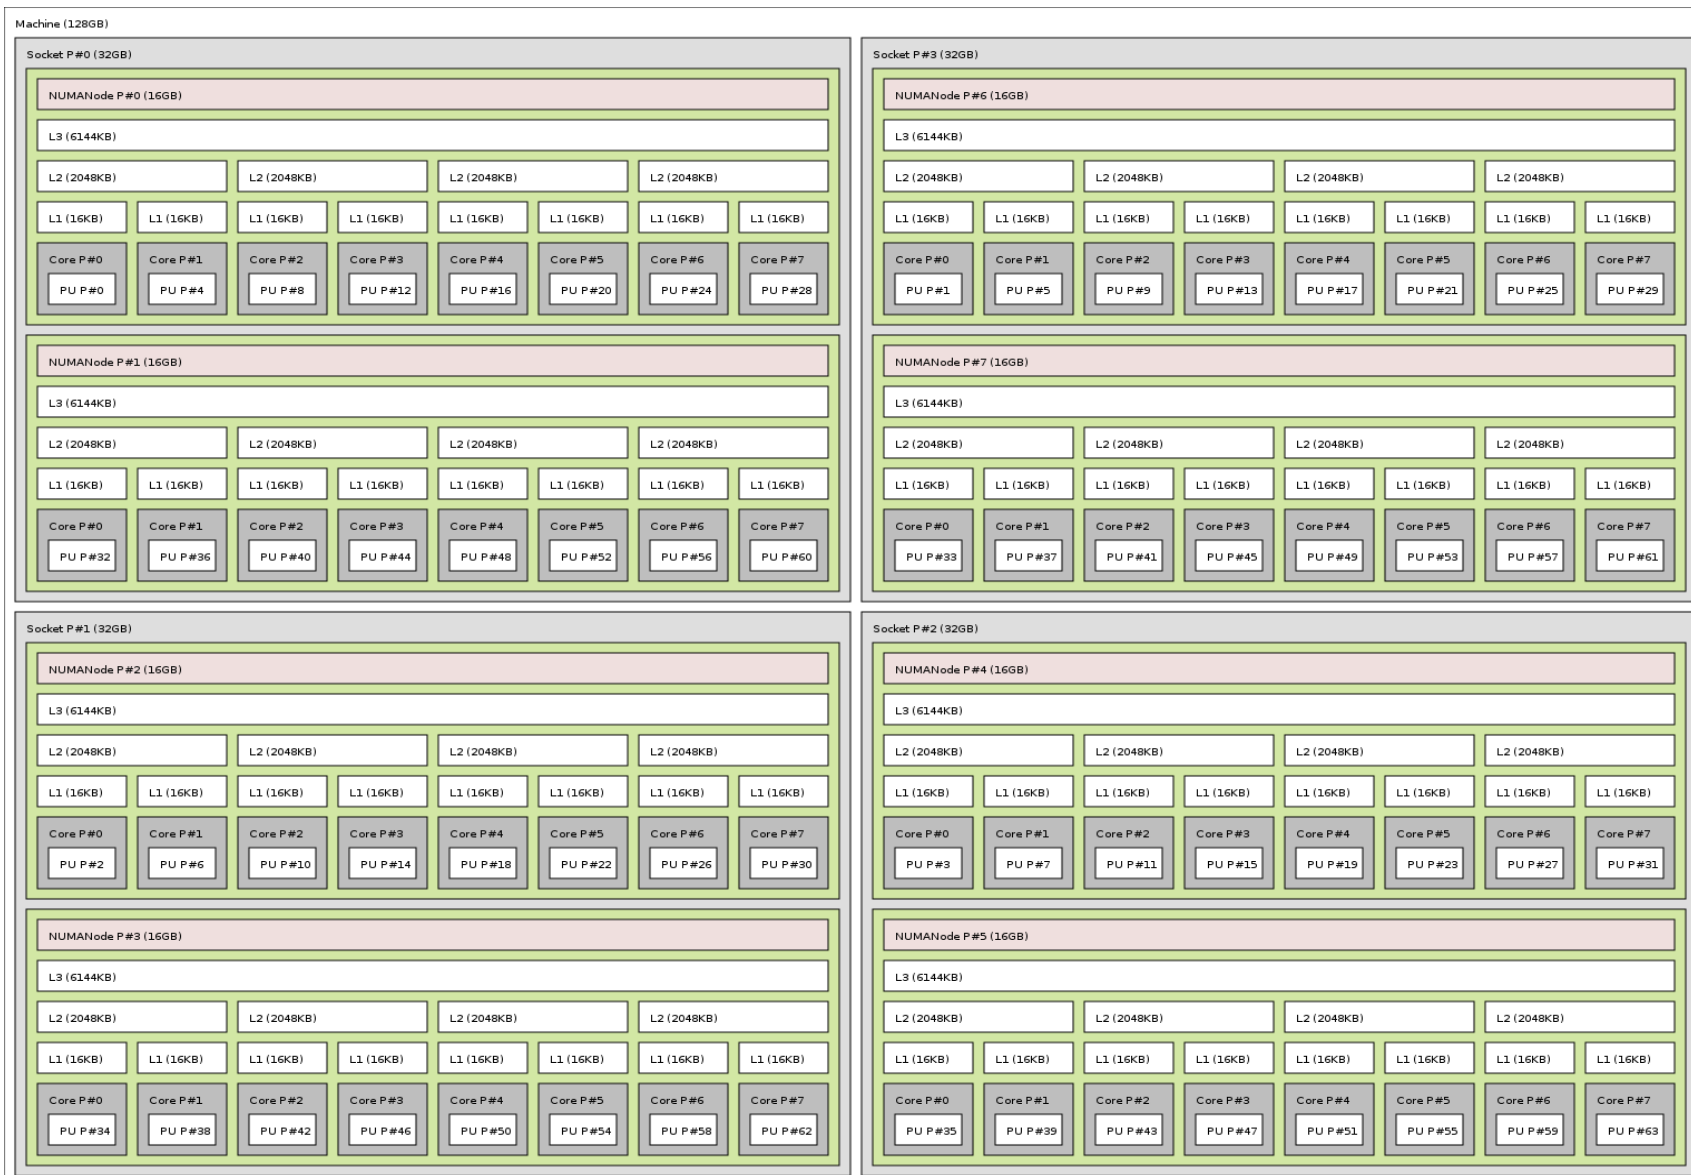 Machine (128GB)
Socket P#0 (32GB)
NUMANode P#0 (16GB)
L3 (6144KB)
L2 (2048KB) L2 (2048KB) L2 (2048KB) L2 (2048KB)
L1 (16KB) L1 (16KB) L1 (16KB) L1 (16KB) L1 (16KB) L1 (16KB) L1 (16KB) L1 (16KB)
Core P#0 Core P#1 Core P#2 Core P#3 Core P#4 Core P#5 Core P#6 Core P#7
PU P#0 PU P#4 PU P#8 PU P#12 PU P#16 PU P#20 PU P#24 PU P#28
NUMANode P#1 (16GB)
L3 (6144KB)
L2 (2048KB) L2 (2048KB) L2 (2048KB) L2 (2048KB)
L1 (16KB) L1 (16KB) L1 (16KB) L1 (16KB) L1 (16KB) L1 (16KB) L1 (16KB) L1 (16KB)
Core P#0 Core P#1 Core P#2 Core P#3 Core P#4 Core P#5 Core P#6 Core P#7
PU P#32 PU P#36 PU P#40 PU P#44 PU P#48 PU P#52 PU P#56 PU P#60
Socket P#3 (32GB)
NUMANode P#6 (16GB)
L3 (6144KB)
L2 (2048KB) L2 (2048KB) L2 (2048KB) L2 (2048KB)
L1 (16KB) L1 (16KB) L1 (16KB) L1 (16KB) L1 (16KB) L1 (16KB) L1 (16KB) L1 (16KB)
Core P#0 Core P#1 Core P#2 Core P#3 Core P#4 Core P#5 Core P#6 Core P#7
PU P#1 PU P#5 PU P#9 PU P#13 PU P#17 PU P#21 PU P#25 PU P#29
NUMANode P#7 (16GB)
L3 (6144KB)
L2 (2048KB) L2 (2048KB) L2 (2048KB) L2 (2048KB)
L1 (16KB) L1 (16KB) L1 (16KB) L1 (16KB) L1 (16KB) L1 (16KB) L1 (16KB) L1 (16KB)
Core P#0 Core P#1 Core P#2 Core P#3 Core P#4 Core P#5 Core P#6 Core P#7
PU P#33 PU P#37 PU P#41 PU P#45 PU P#49 PU P#53 PU P#57 PU P#61
Socket P#1 (32GB)
NUMANode P#2 (16GB)
L3 (6144KB)
L2 (2048KB) L2 (2048KB) L2 (2048KB) L2 (2048KB)
L1 (16KB) L1 (16KB) L1 (16KB) L1 (16KB) L1 (16KB) L1 (16KB) L1 (16KB) L1 (16KB)
Core P#0 Core P#1 Core P#2 Core P#3 Core P#4 Core P#5 Core P#6 Core P#7
PU P#2 PU P#6 PU P#10 PU P#14 PU P#18 PU P#22 PU P#26 PU P#30
NUMANode P#3 (16GB)
L3 (6144KB)
L2 (2048KB) L2 (2048KB) L2 (2048KB) L2 (2048KB)
L1 (16KB) L1 (16KB) L1 (16KB) L1 (16KB) L1 (16KB) L1 (16KB) L1 (16KB) L1 (16KB)
Core P#0 Core P#1 Core P#2 Core P#3 Core P#4 Core P#5 Core P#6 Core P#7
PU P#34 PU P#38 PU P#42 PU P#46 PU P#50 PU P#54 PU P#58 PU P#62
Socket P#2 (32GB)
NUMANode P#4 (16GB)
L3 (6144KB)
L2 (2048KB) L2 (2048KB) L2 (2048KB) L2 (2048KB)
L1 (16KB) L1 (16KB) L1 (16KB) L1 (16KB) L1 (16KB) L1 (16KB) L1 (16KB) L1 (16KB)
Core P#0 Core P#1 Core P#2 Core P#3 Core P#4 Core P#5 Core P#6 Core P#7
PU P#3 PU P#7 PU P#11 PU P#15 PU P#19 PU P#23 PU P#27 PU P#31
NUMANode P#5 (16GB)
L3 (6144KB)
L2 (2048KB) L2 (2048KB) L2 (2048KB) L2 (2048KB)
L1 (16KB) L1 (16KB) L1 (16KB) L1 (16KB) L1 (16KB) L1 (16KB) L1 (16KB) L1 (16KB)
Core P#0 Core P#1 Core P#2 Core P#3 Core P#4 Core P#5 Core P#6 Core P#7
PU P#35 PU P#39 PU P#43 PU P#47 PU P#51 PU P#55 PU P#59 PU P#63